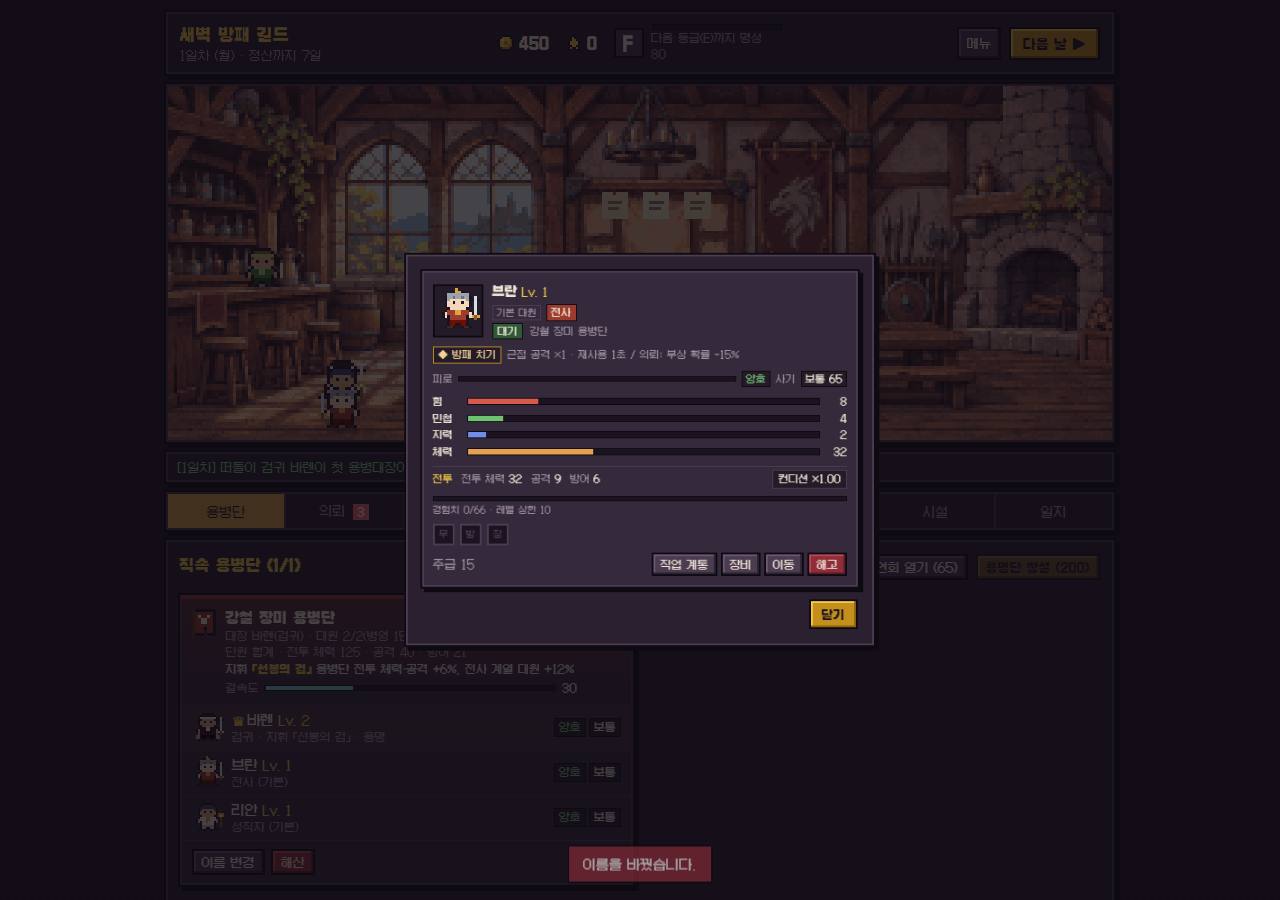 새벽 방패 길드
1일차 (월) · 정산까지 7일
450 0 F 다음 등급(E)까지 명성 80
메뉴 다음 날 ▶
[1일차] 떠돌이 검귀 바렌이 첫 용병대장이
용병단 의뢰 3 시설 일지
직속 용병단 (1/1)
연회 열기 (65) 용병단 창설 (200)
강철 장미 용병단
대장 바렌(검귀) · 대원 2/2(병영 1단
단원 합계 · 전투 체력 125 · 공격 40 · 방어 21
지휘 「선봉의 검」 용병단 전투 체력·공격 +6%, 전사 계열 대원 +12%
결속도 30
바렌 Lv. 2 양호 보통
검귀 · 지휘 「선봉의 검」 · 용맹
브란 Lv. 1 양호 보통
전사 (기본)
리안 Lv. 1 양호 보통
성직자 (기본)
이름 변경 해산
브란 Lv. 1
기본 대원 전사
대기 강철 장미 용병단
◆ 방패 치기 근접 공격 ×1 · 재사용 1초 / 의뢰: 부상 확률 -15%
피로 양호 사기 보통 65
힘 8
민첩 4
지력 2
체력 32
전투 전투 체력 32 공격 9 방어 6 컨디션 ×1.00
경험치 0/66 · 레벨 상한 10
무 방 장
주급 15 직업 계통 장비 이동 해고
닫기
이름을 바꿨습니다.